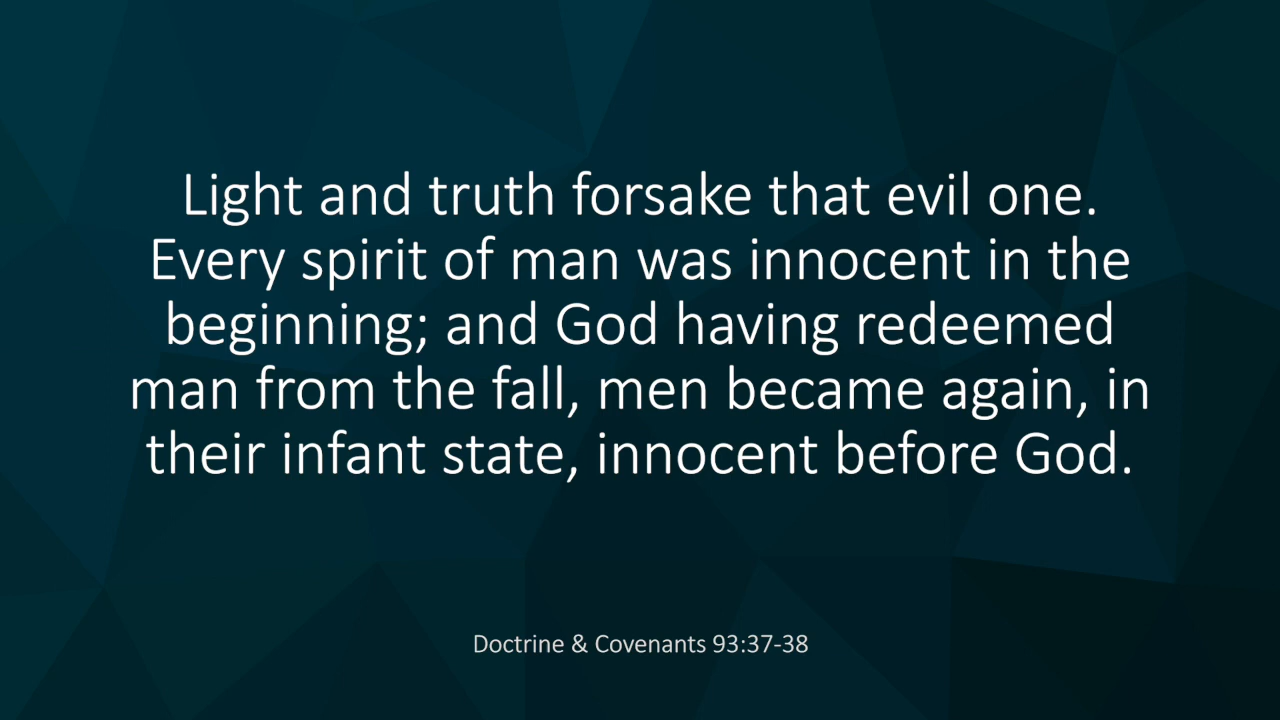 Light and truth forsake that evil one.
Every spirit of man was innocent in the
beginning; and God having redeemed
man from the fall, men became again, in
their infant state, innocent before God.
Doctrine & Covenants 93:37-38